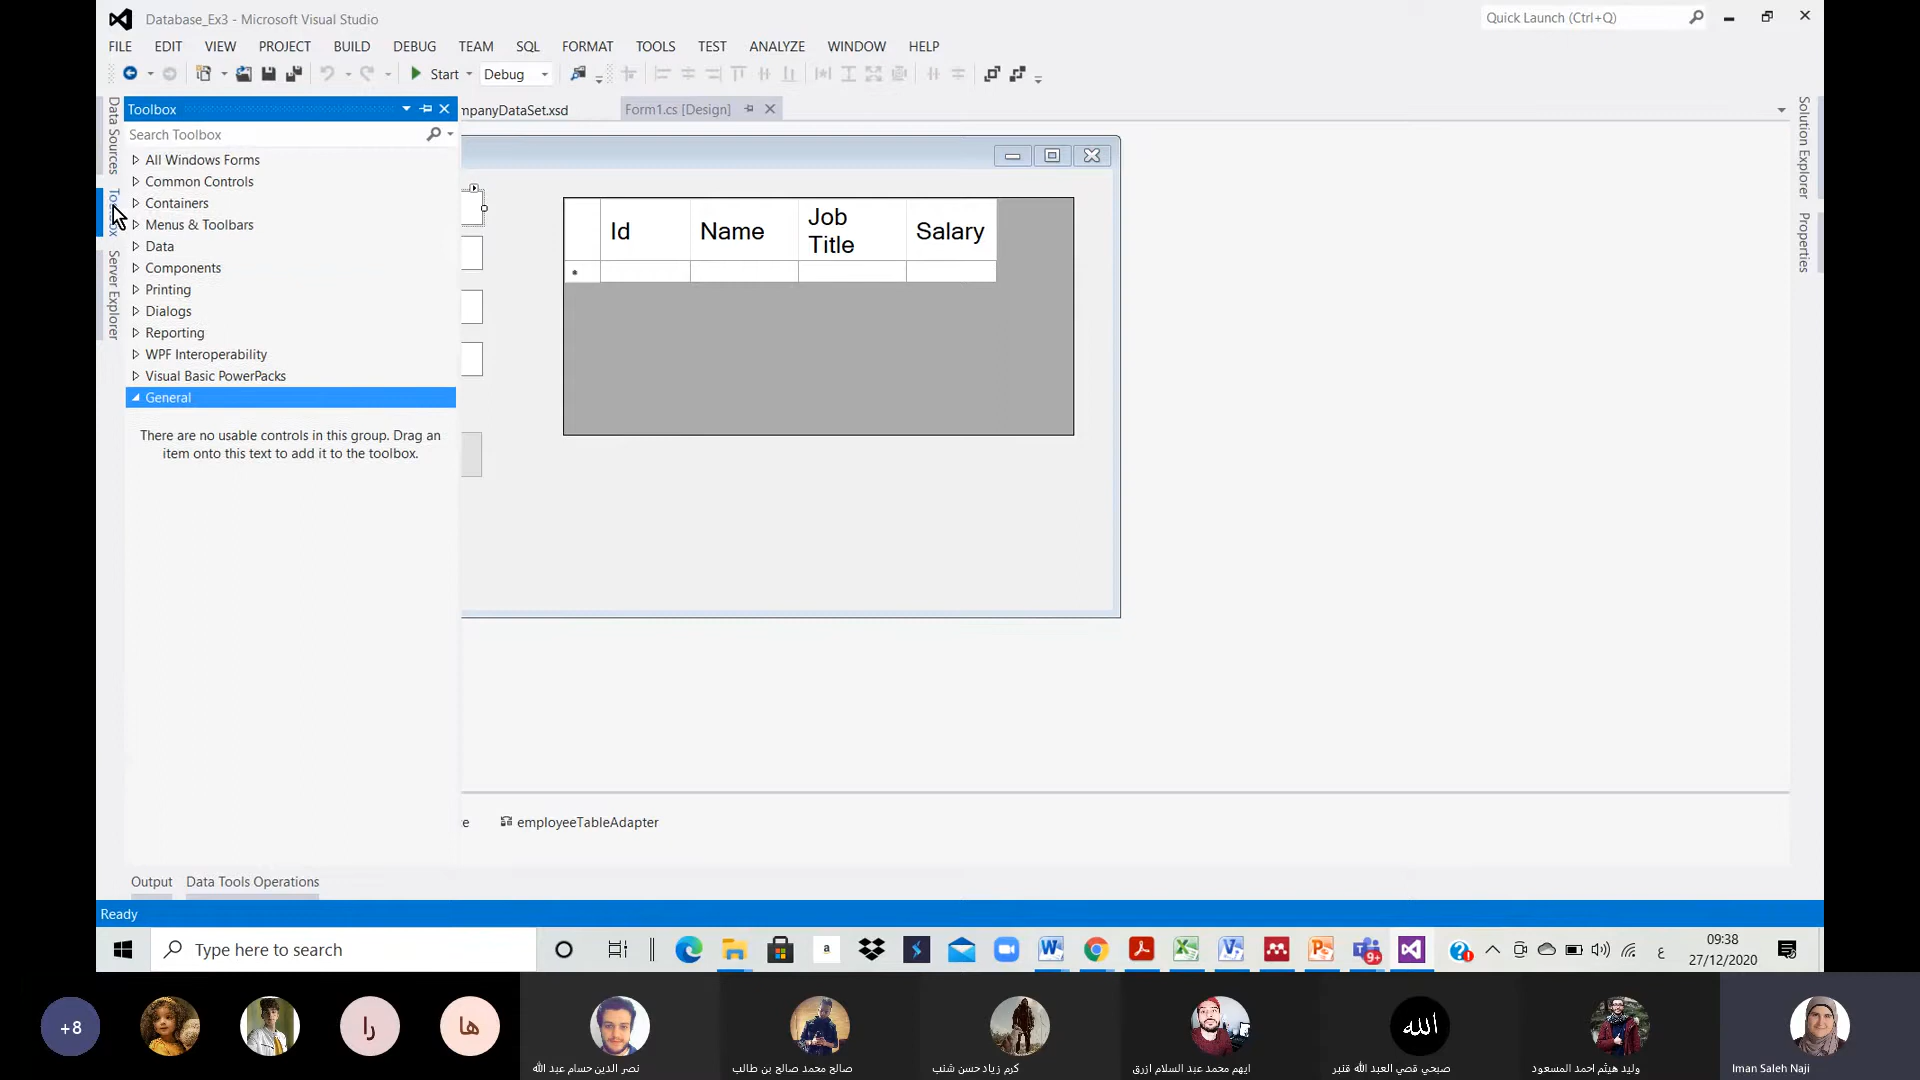 Database_Ex3 - Microsoft Visual Studio
Quick Launch (Ctrl+Q)
FILE EDIT VIEW PROJECT BUILD DEBUG TEAM SQL FORMAT TOOLS TEST ANALYZE WINDOW HELP
Start Debug
Data Sources
Toolbox
Server Explorer
Toolbox
mpanyDataSet.xsd
Form1.cs [Design]
Search Toolbox
All Windows Forms
Common Controls
Containers
Menus & Toolbars
Data
Components
Printing
Dialogs
Reporting
WPF Interoperability
Visual Basic PowerPacks
General
There are no usable controls in this group. Drag an
item onto this text to add it to the toolbox.
Id Name Job Title Salary
Solution Explorer
Properties
e employeeTableAdapter
Output Data Tools Operations
Ready
Type here to search
a
9+
ع
09:38
27/12/2020
+8
را
ها
الله
نصر الدين حسام عبد الله
صالح محمد صالح بن طالب
كرم زياد حسن شنب
ايهم محمد عبد السلام ازرق
صبحي قصي العبد الله قنبر
وليد هيثم احمد المسعود
Iman Saleh Naji